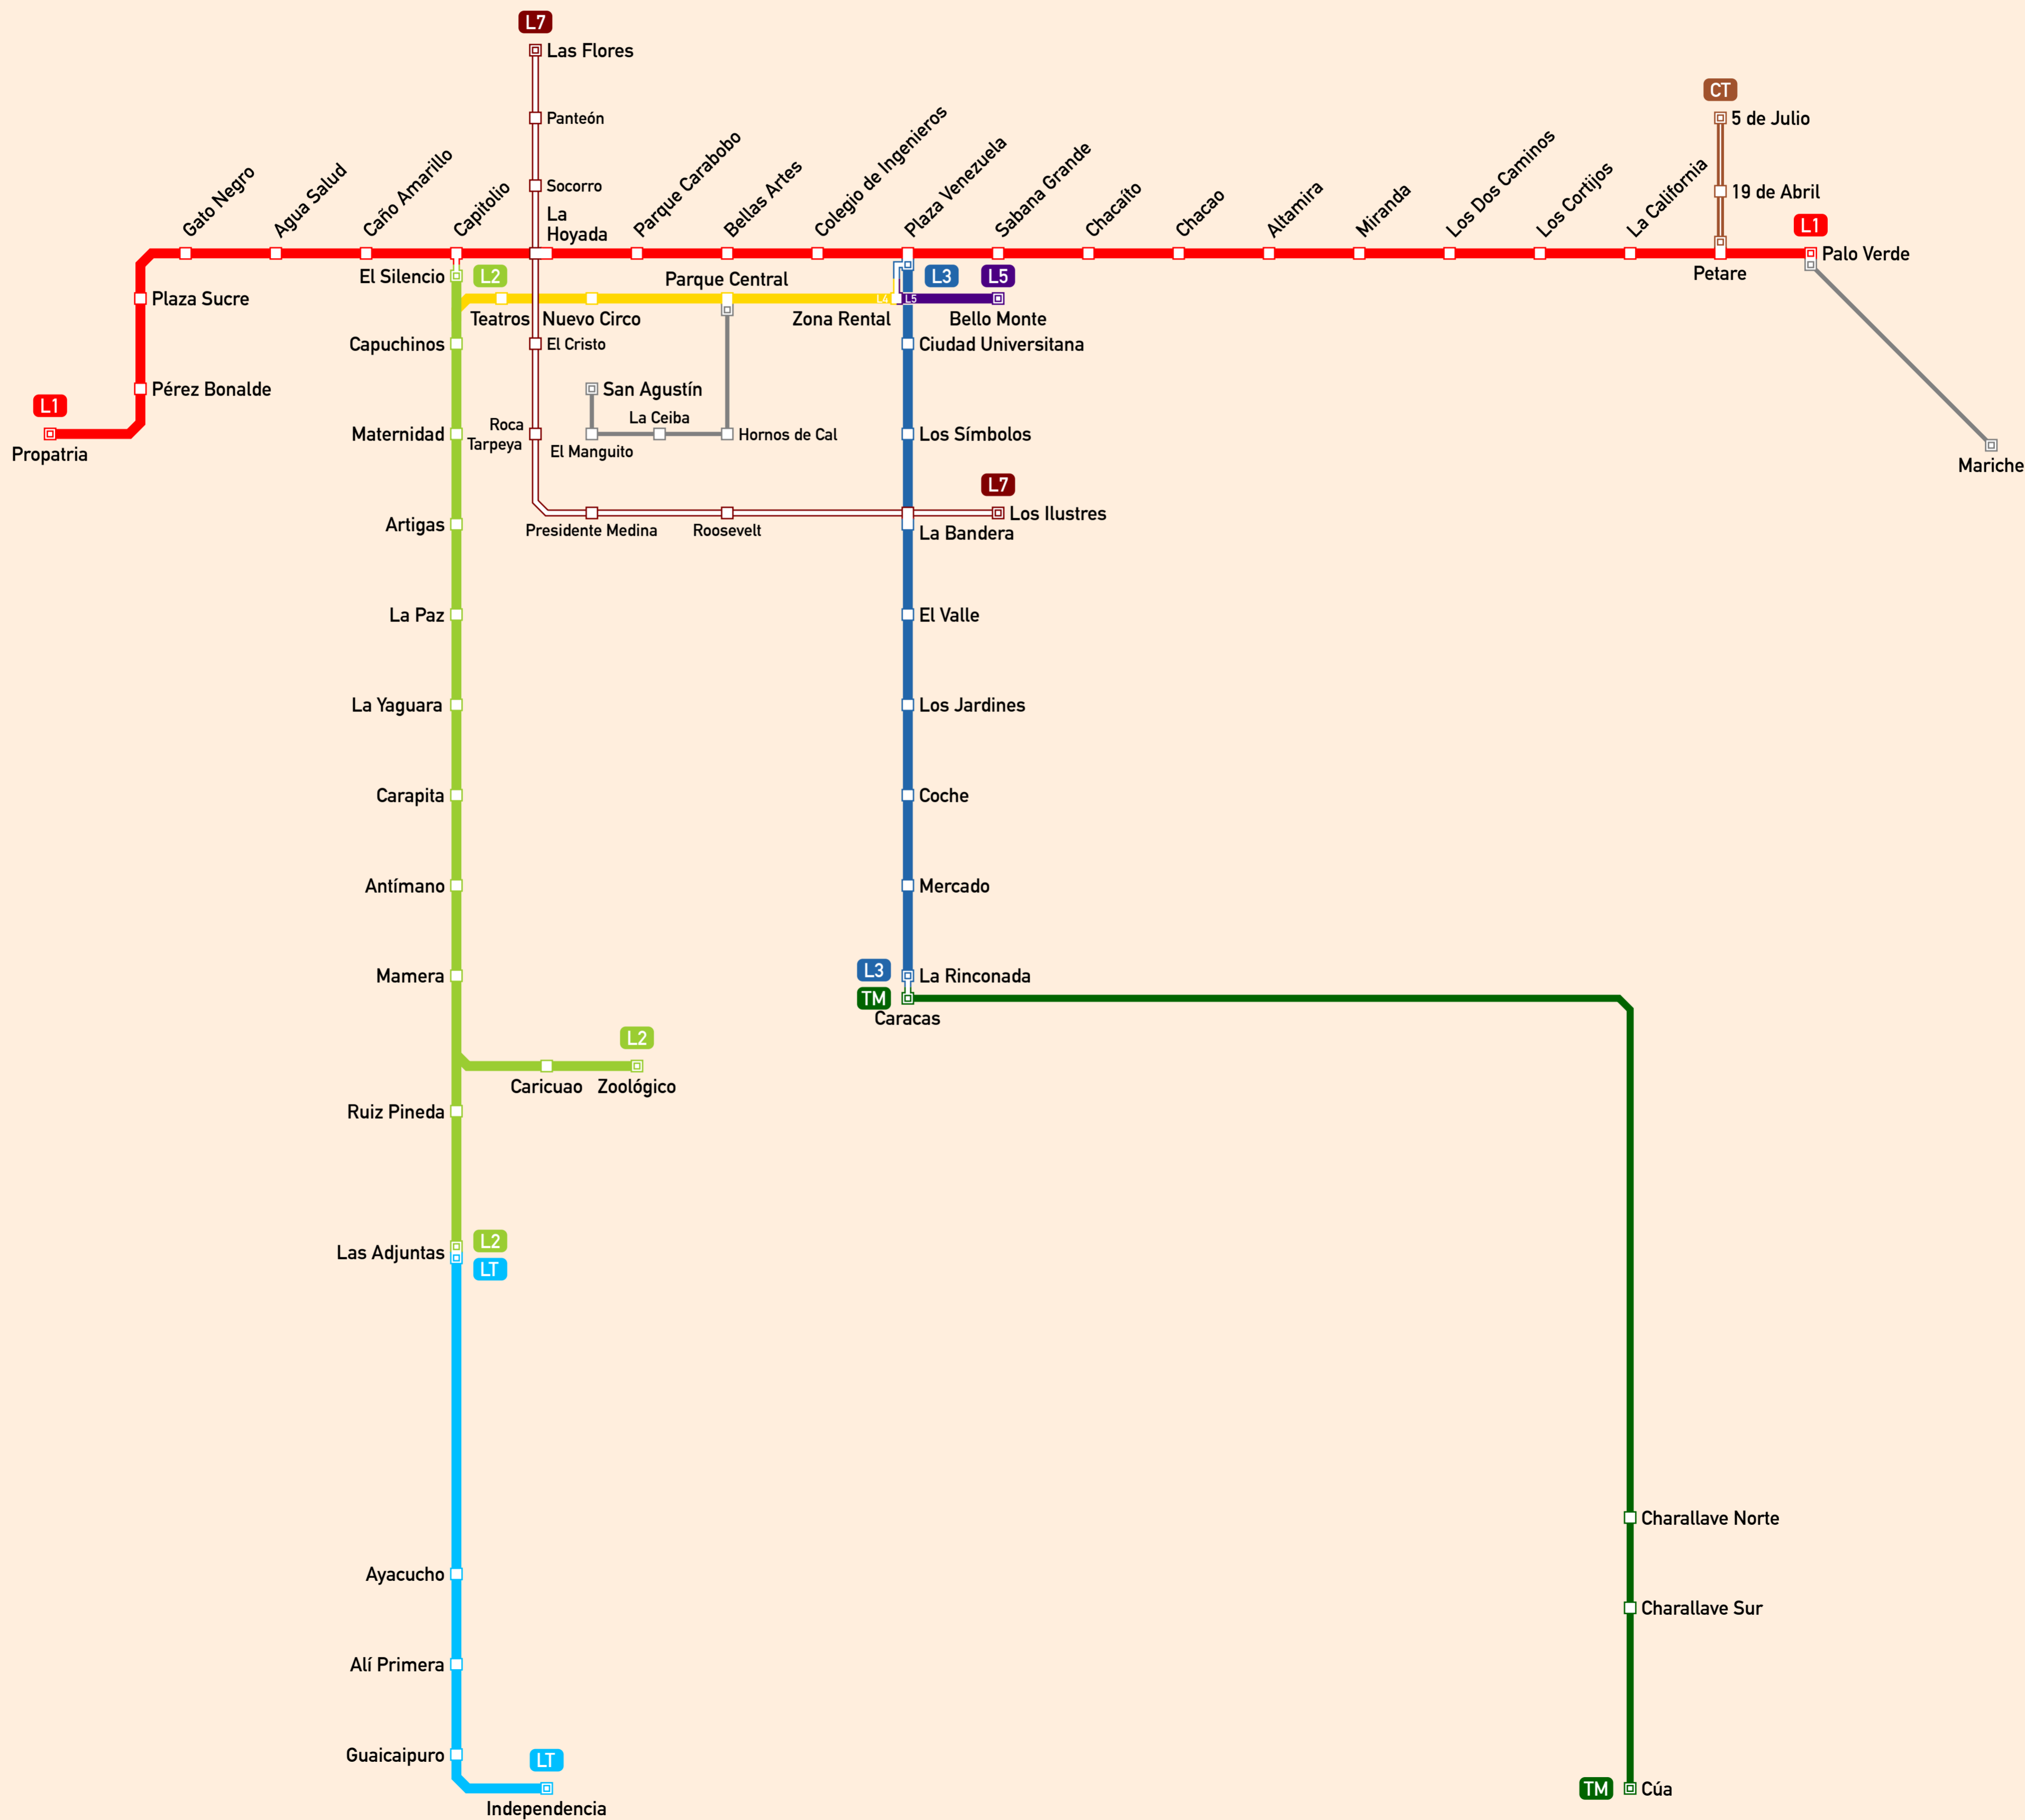 L7
Las Flores
Panteón
Socorro
La
Hoyada
CT
5 de Julio
19 de Abril
L1
Gato Negro
Agua Salud
Caño Amarillo
Capitolio
Parque Carabobo
Bellas Artes
Colegio de Ingenieros
Plaza Venezuela
Sabana Grande
Chacaíto
Chacao
Altamira
Miranda
Los Dos Caminos
Los Cortijos
La California
Petare
Palo Verde
Mariche
El Silencio
L2
Parque Central
L3
L5
L4
L5
Teatros
Nuevo Circo
Zona Rental
Bello Monte
Plaza Sucre
Pérez Bonalde
L1
Propatria
Capuchinos
El Cristo
Ciudad Universitana
San Agustín
La Ceiba
Maternidad
Roca
Tarpeya
El Manguito
Hornos de Cal
Los Símbolos
L7
Los Ilustres
Artigas
Presidente Medina
Roosevelt
La Bandera
La Paz
El Valle
La Yaguara
Los Jardines
Carapita
Coche
Antímano
Mercado
Mamera
L3
La Rinconada
TM
Caracas
L2
Caricuao
Zoológico
Ruiz Pineda
Las Adjuntas
L2
LT
Charallave Norte
Ayacucho
Charallave Sur
Alí Primera
Guaicaipuro
LT
Independencia
TM
Cúa